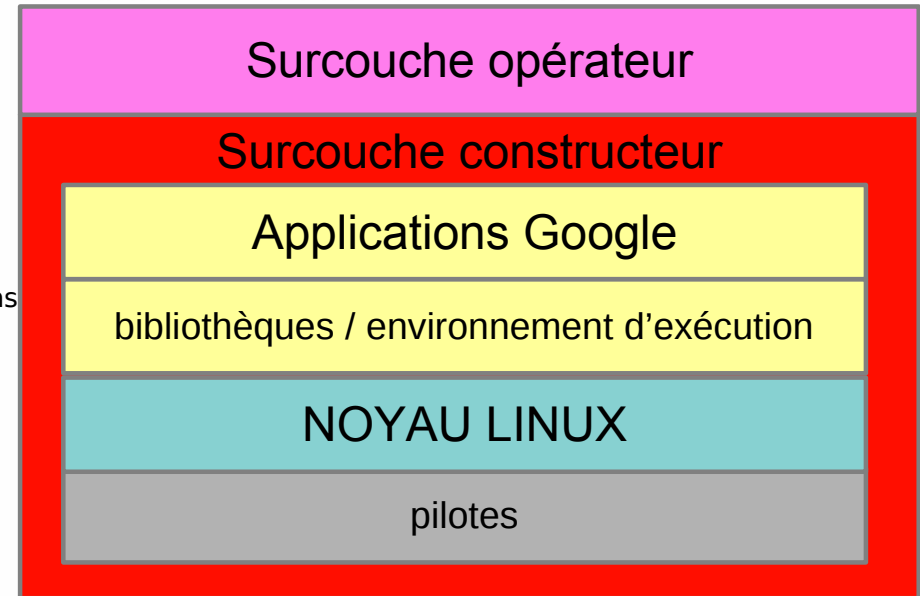 Surcouche opérateur
Surcouche constructeur
Applications Google
bibliothèques / environnement d'exécution
NOYAU LINUX
pilotes